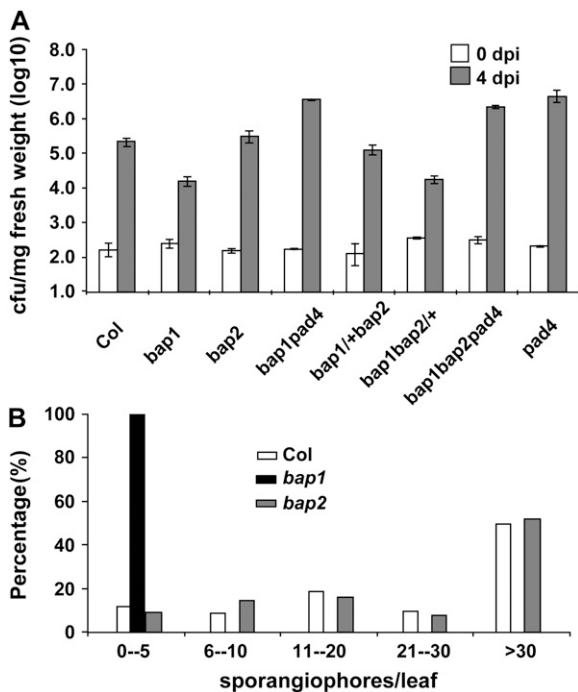 A
cfu/mg fresh weight (log10)
8.0
7.0
6.0
5.0
4.0
3.0
2.0
1.0
0 dpi
4 dpi
Col
bap1
bap2
bap1pad4
bap1/+bap2
bap1bap2/+
bap1bap2pad4
pad4
B
Percentage(%)
100
80
60
40
20
0
Col
bap1
bap2
0--5
6--10
11--20
21--30
>30
sporangiophores/leaf